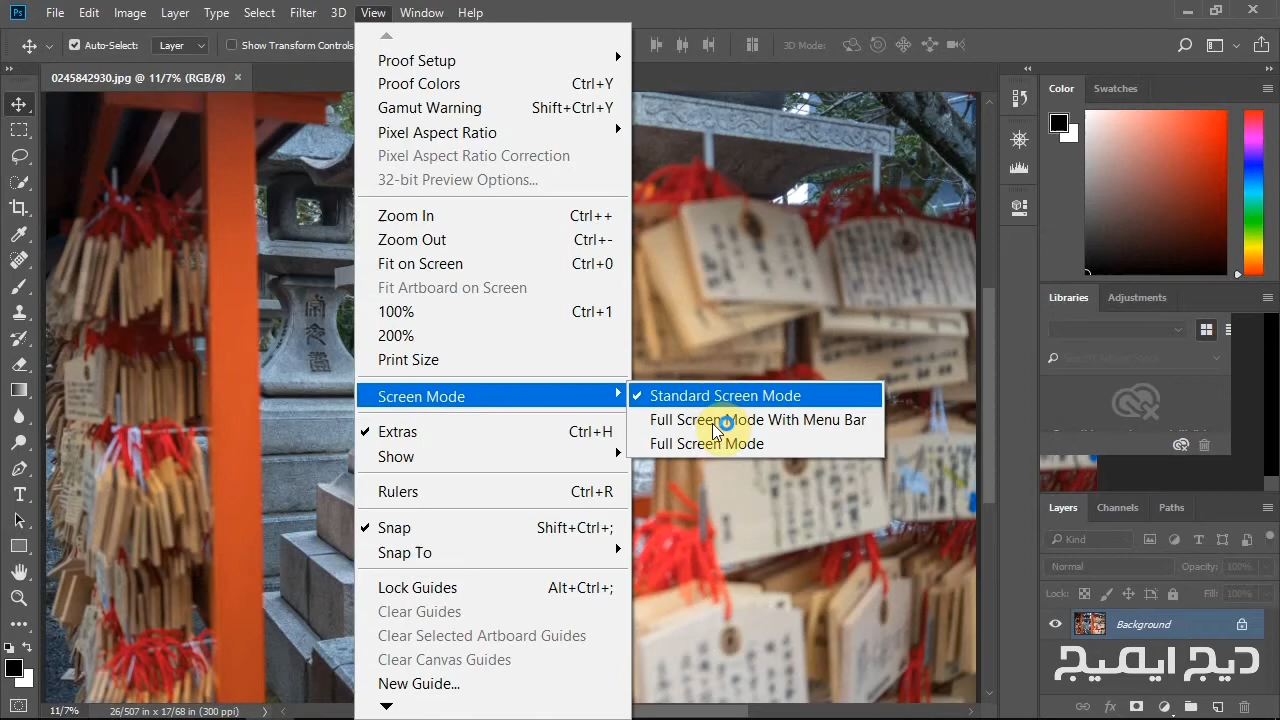 Ps File Edit Image Layer Type Select Filter 3D View Window Help
Auto-Select: Layer Show Transform Controls 3D Mode:
0245842930.jpg @ 11/7% (RGB/8) ×
Proof Setup
Proof Colors Ctrl+Y
Gamut Warning Shift+Ctrl+Y
Pixel Aspect Ratio
Pixel Aspect Ratio Correction
32-bit Preview Options...
Zoom In Ctrl++
Zoom Out Ctrl+-
Fit on Screen Ctrl+0
Fit Artboard on Screen
100% Ctrl+1
200%
Print Size
Screen Mode
Standard Screen Mode
Full Screen Mode With Menu Bar
Full Screen Mode
Extras Ctrl+H
Show
Rulers Ctrl+R
Snap Shift+Ctrl+;
Snap To
Lock Guides Alt+Ctrl+;
Clear Guides
Clear Selected Artboard Guides
Clear Canvas Guides
New Guide...
Color Swatches
Libraries Adjustments
Search Adobe Stock
Layers Channels Paths
Kind
Normal Opacity: 100%
Lock: Fill: 100%
Background
11/7% 26/507 in x 17/68 in (300 ppi)